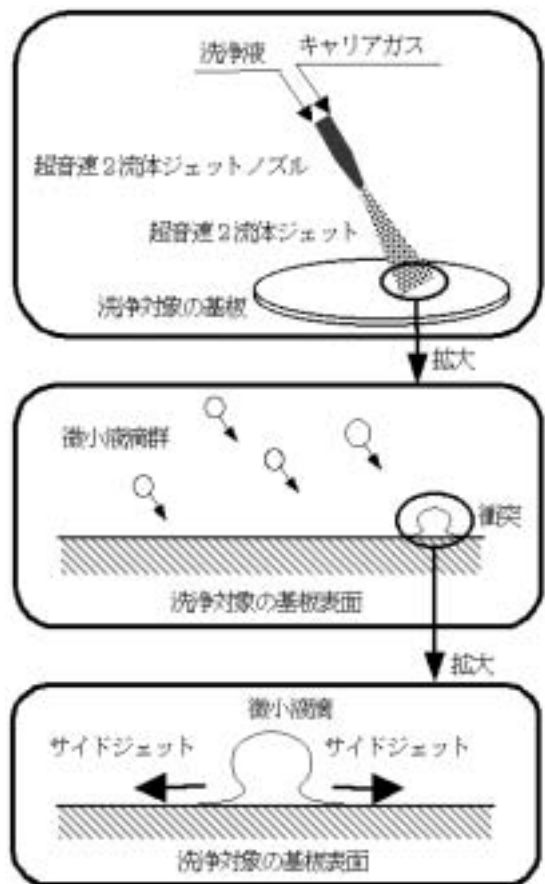 キャリアガス
洗浄液
超音速2流体ジェットノズル
超音速2流体ジェット
洗浄対象の基板
拡大
微小液滴群
衝突
洗浄対象の基板表面
拡大
微小液滴
サイドジェット
サイドジェット
洗浄対象の基板表面